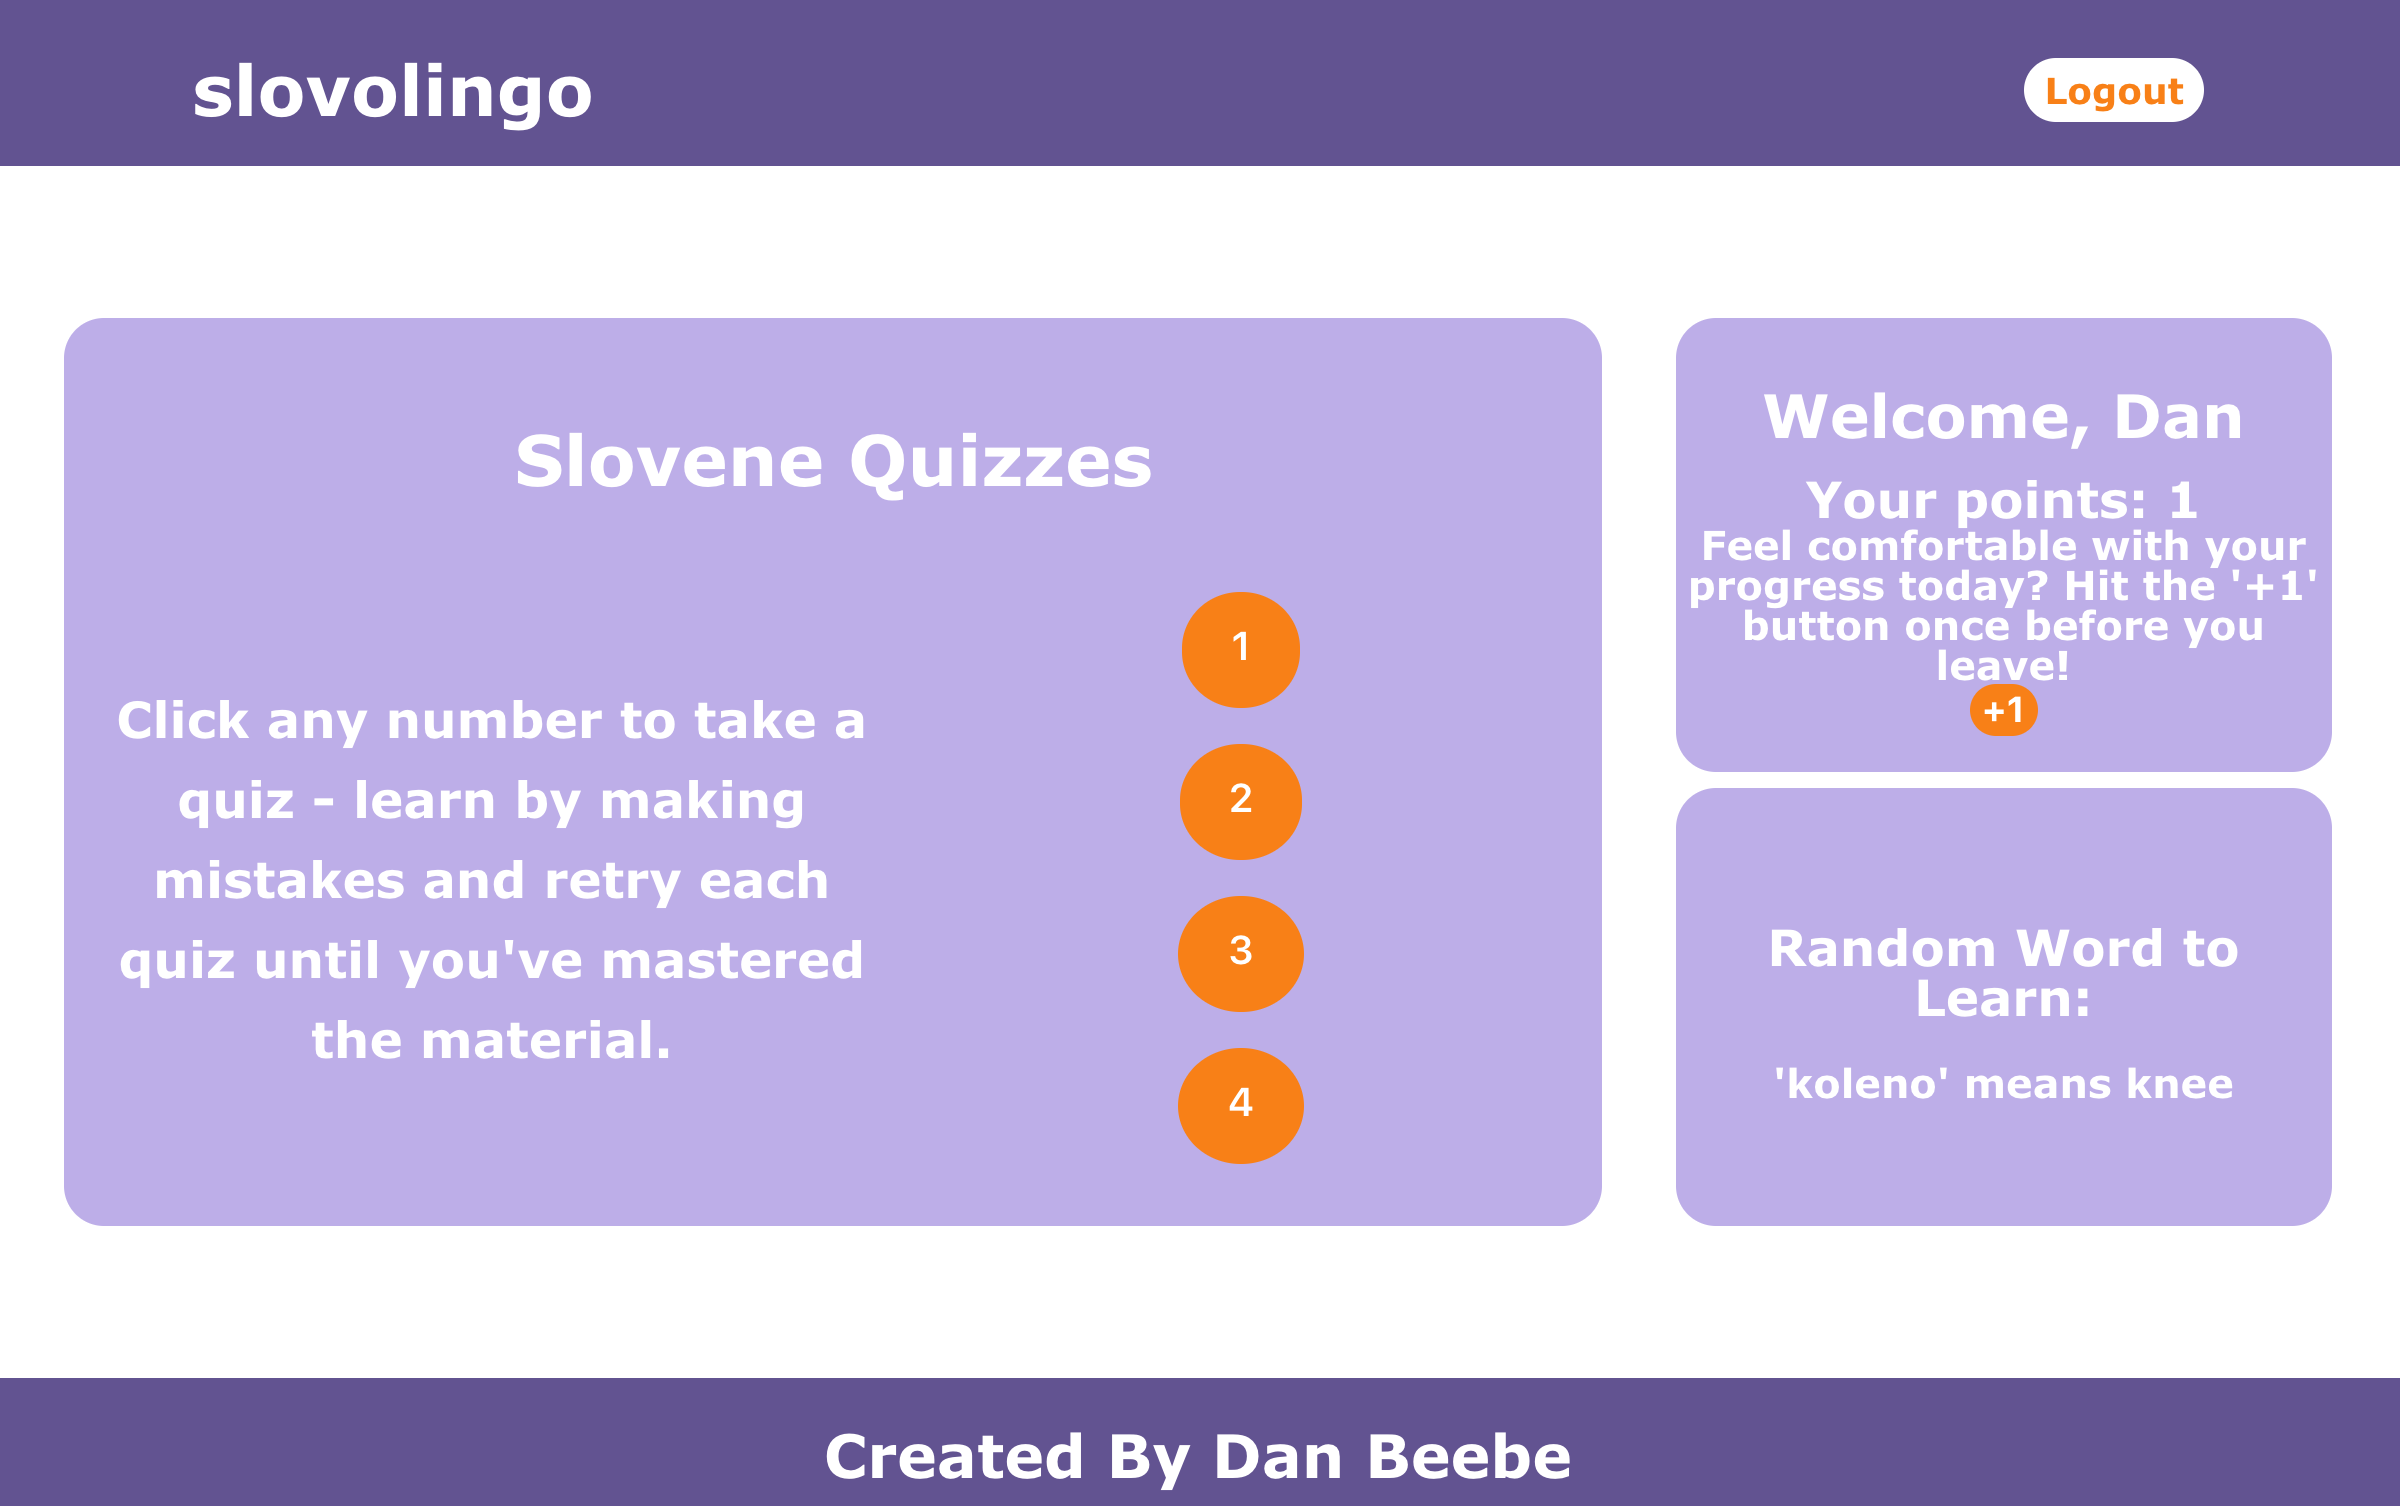 slovolingo
Logout
Slovene Quizzes
Click any number to take a
quiz - learn by making
mistakes and retry each
quiz until you've mastered
the material.
1
2
3
4
Welcome, Dan
Your points: 1
Feel comfortable with your
progress today? Hit the '+1'
button once before you
leave!
+1
Random Word to
Learn:
'koleno' means knee
Created By Dan Beebe